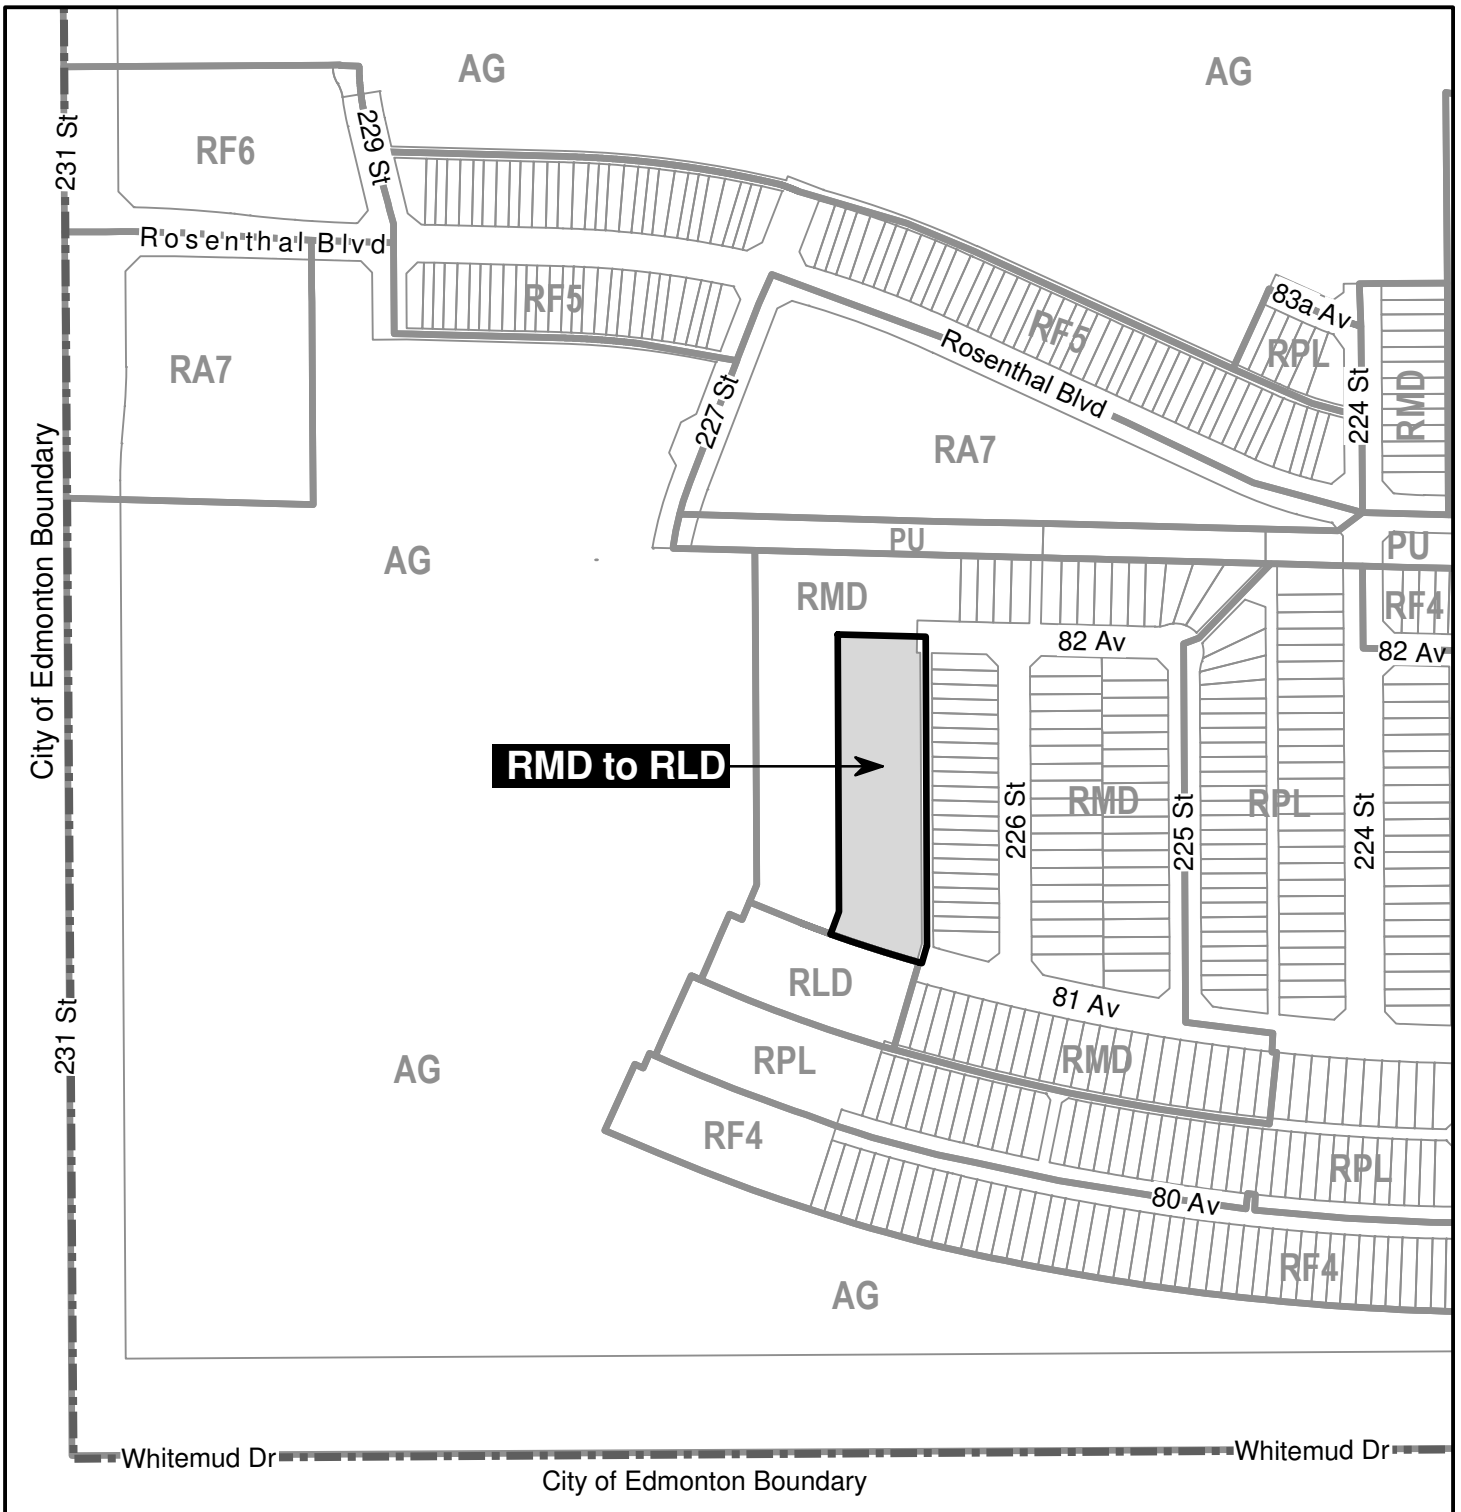 AG
AG
231 St
229 St
RF6
Rosenthal Blvd
RF5
83a Av
RF5
RPL
RA7
Rosenthal Blvd
224 St
RMD
227 St
RA7
City of Edmonton Boundary
AG
PU
PU
RMD
RF4
82 Av
82 Av
RMD to RLD
226 St
RMD
225 St
RPL
224 St
RLD
81 Av
231 St
AG
RPL
RMD
RF4
RPL
80 Av
RF4
AG
Whitemud Dr
Whitemud Dr
City of Edmonton Boundary